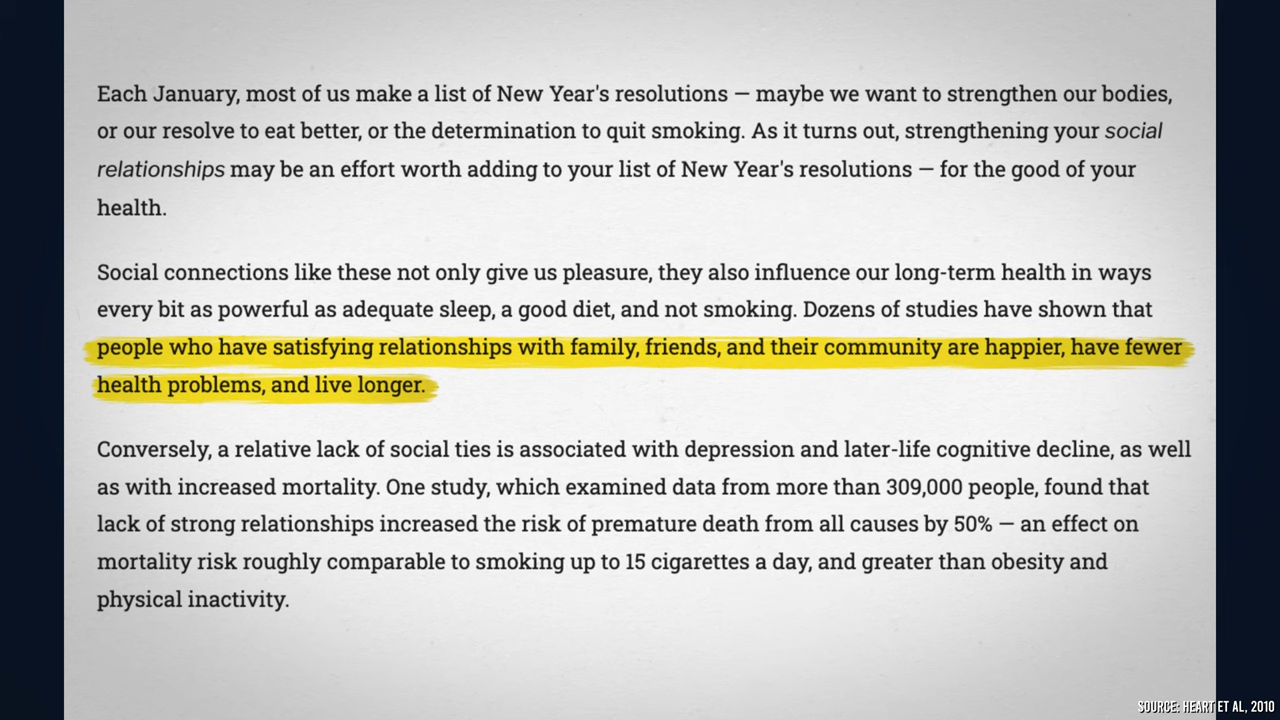 Each January, most of us make a list of New Year's resolutions — maybe we want to strengthen our bodies,
or our resolve to eat better, or the determination to quit smoking. As it turns out, strengthening your social
relationships may be an effort worth adding to your list of New Year's resolutions — for the good of your
health.
Social connections like these not only give us pleasure, they also influence our long-term health in ways
every bit as powerful as adequate sleep, a good diet, and not smoking. Dozens of studies have shown that
people who have satisfying relationships with family, friends, and their community are happier, have fewer
health problems, and live longer.
Conversely, a relative lack of social ties is associated with depression and later-life cognitive decline, as well
as with increased mortality. One study, which examined data from more than 309,000 people, found that
lack of strong relationships increased the risk of premature death from all causes by 50% — an effect on
mortality risk roughly comparable to smoking up to 15 cigarettes a day, and greater than obesity and
physical inactivity.
SOURCE: HEART ET AL, 2010